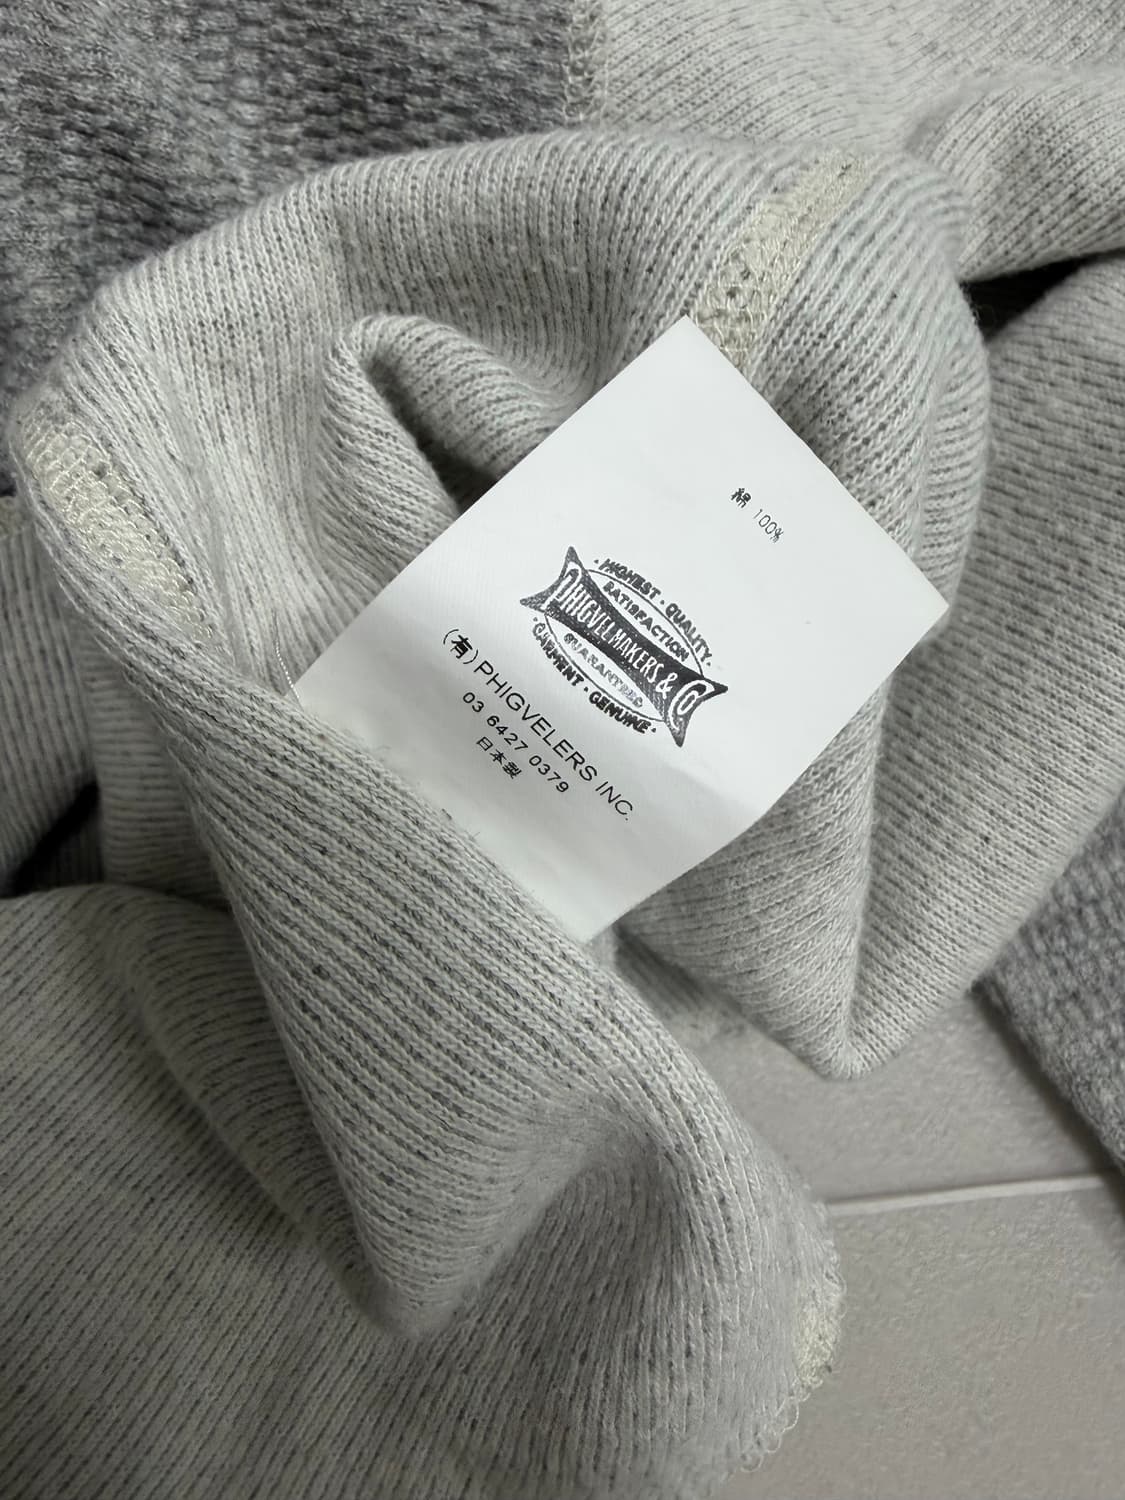 綿 100%
・HIGHEST・QUALITY・
SATISFACTION
PHIGVEL MAKERS & Co
GUARANTEED
・GARMENT・GENUINE・
(有)PHIGVELERS INC.
03 6427 0379
日本製